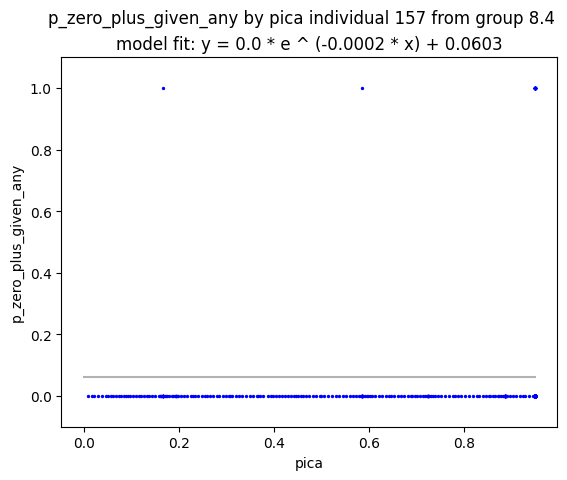 p_zero_plus_given_any by pica individual 157 from group 8.4
model fit: y = 0.0 * e ^ (-0.0002 * x) + 0.0603
1.0
0.8
0.6
0.4
0.2
0.0
p_zero_plus_given_any
0.0 0.2 0.4 0.6 0.8
pica